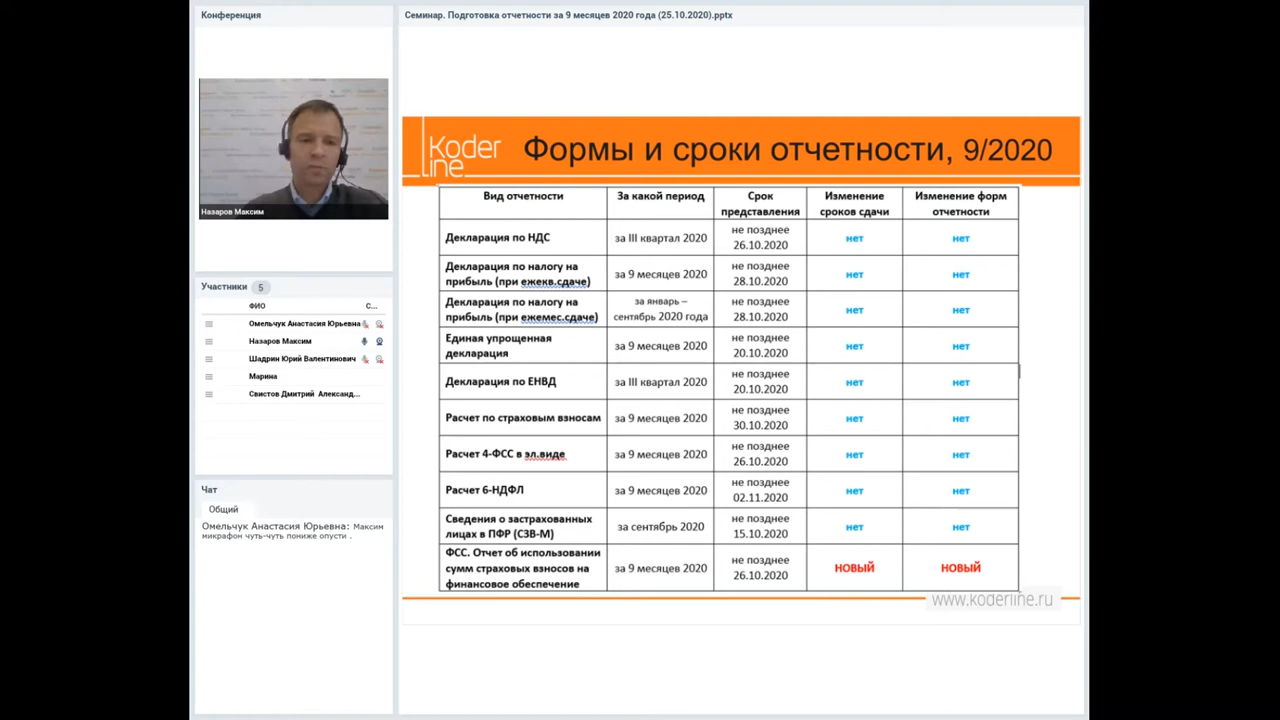 Конференция
Семинар. Подготовка отчетности за 9 месяцев 2020 года (25.10.2020).pptx
Назаров Максим
Участники 5
ФИО С...
Омельчук Анастасия Юрьевна
Назаров Максим
Шадрин Юрий Валентинович
Марина
Свистов Дмитрий Александ...
Чат
Общий
Омельчук Анастасия Юрьевна: Максим
микрофон чуть-чуть пониже опусти .
Koder
line
Формы и сроки отчетности, 9/2020
Вид отчетности За какой период Срок представления Изменение сроков сдачи Изменение форм отчетности
Декларация по НДС за III квартал 2020 не позднее 26.10.2020 нет нет
Декларация по налогу на прибыль (при ежекв.сдаче) за 9 месяцев 2020 не позднее 28.10.2020 нет нет
Декларация по налогу на прибыль (при ежемес.сдаче) за январь – сентябрь 2020 года не позднее 28.10.2020 нет нет
Единая упрощенная декларация за 9 месяцев 2020 не позднее 20.10.2020 нет нет
Декларация по ЕНВД за III квартал 2020 не позднее 20.10.2020 нет нет
Расчет по страховым взносам за 9 месяцев 2020 не позднее 30.10.2020 нет нет
Расчет 4-ФСС в эл.виде за 9 месяцев 2020 не позднее 26.10.2020 нет нет
Расчет 6-НДФЛ за 9 месяцев 2020 не позднее 02.11.2020 нет нет
Сведения о застрахованных лицах в ПФР (СЗВ-М) за сентябрь 2020 не позднее 15.10.2020 нет нет
ФСС. Отчет об использовании сумм страховых взносов на финансовое обеспечение за 9 месяцев 2020 не позднее 26.10.2020 НОВЫЙ НОВЫЙ
www.koderline.ru